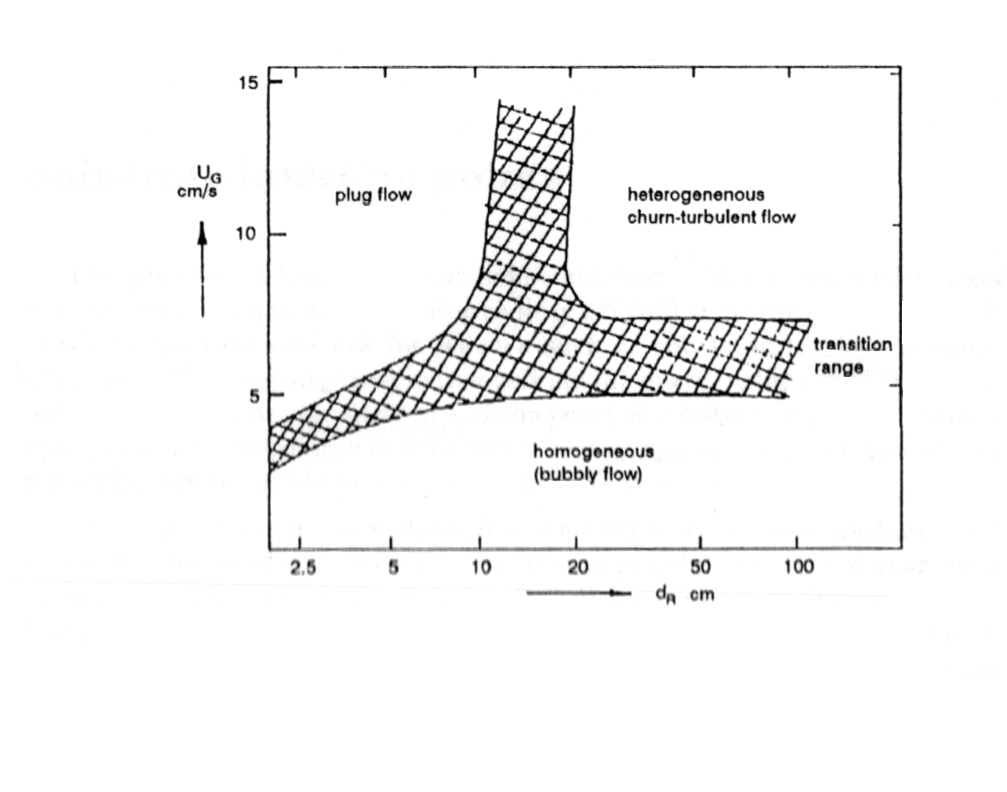 15
U_G
cm/s
plug flow
heterogenenous
churn-turbulent flow
10
transition
range
5
homogeneous
(bubbly flow)
2.5 5 10 20 50 100
d_R cm